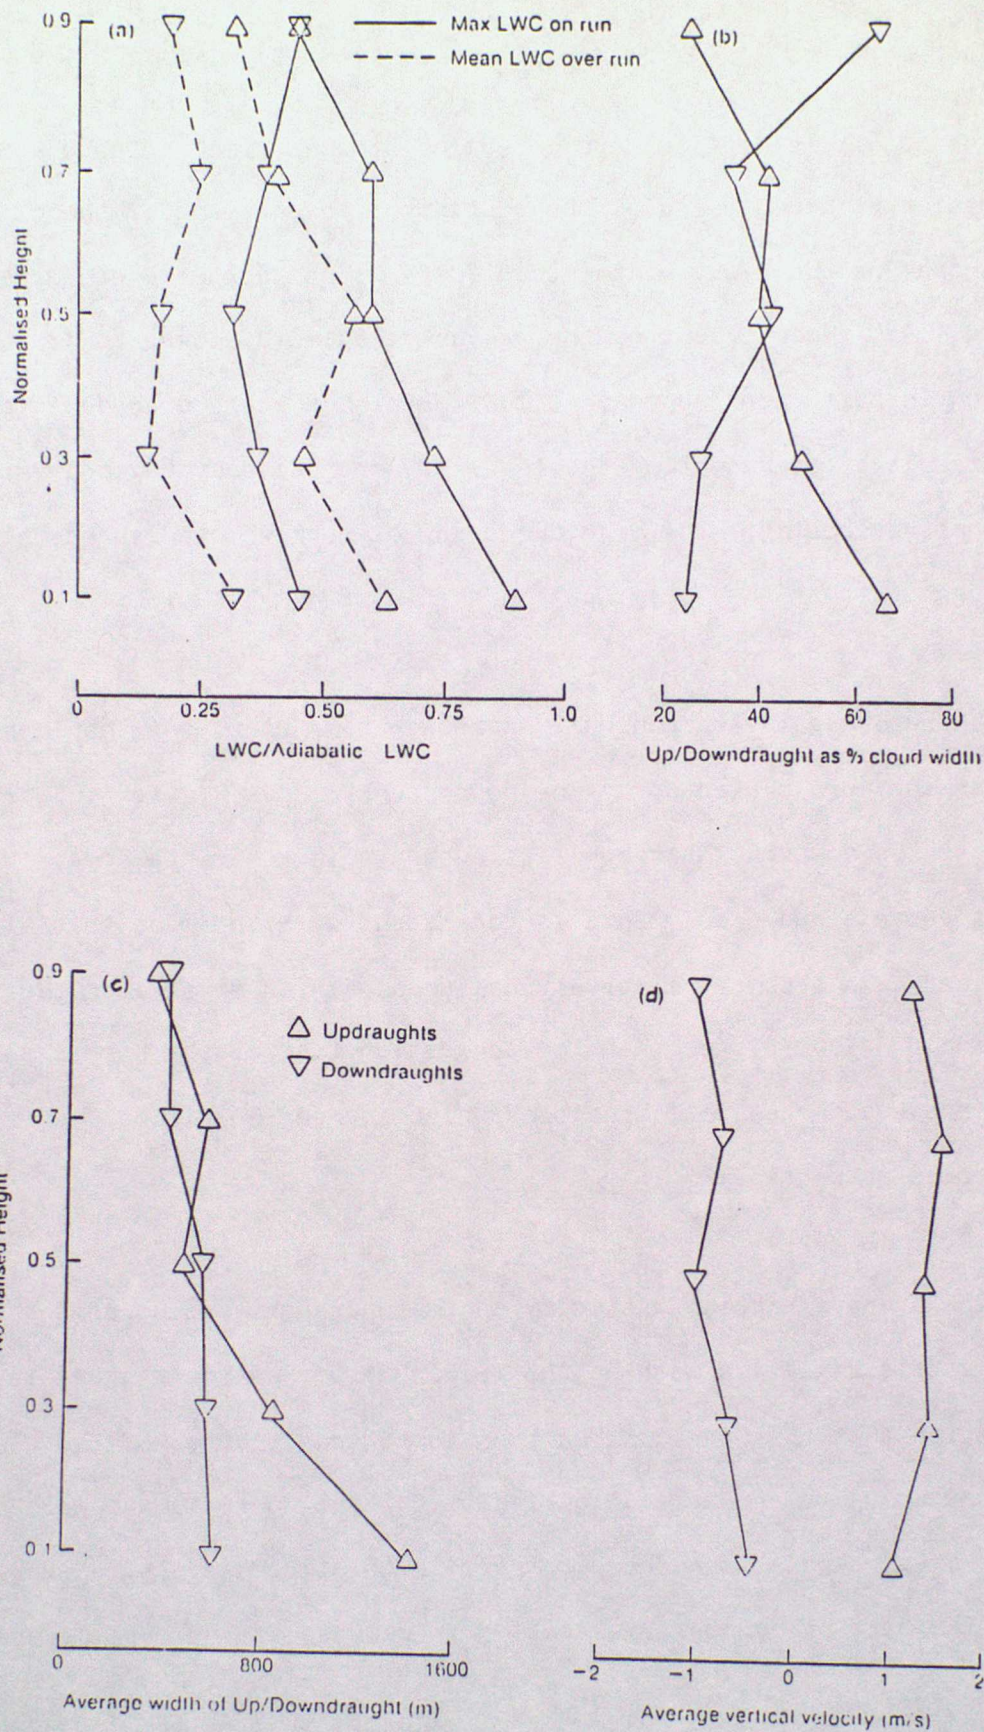 (a)
Max LWC on run
Mean LWC over run
(b)
0.9
0.7
0.5
0.3
0.1
Normalised Height
0 0.25 0.50 0.75 1.0
LWC/Adiabatic LWC
20 40 60 80
Up/Downdraught as % cloud width
(c)
Updraughts
Downdraughts
(d)
0.9
0.7
0.5
0.3
0.1
Normalised Height
0 800 1600
Average width of Up/Downdraught (m)
-2 -1 0 1 2
Average vertical velocity (m/s)